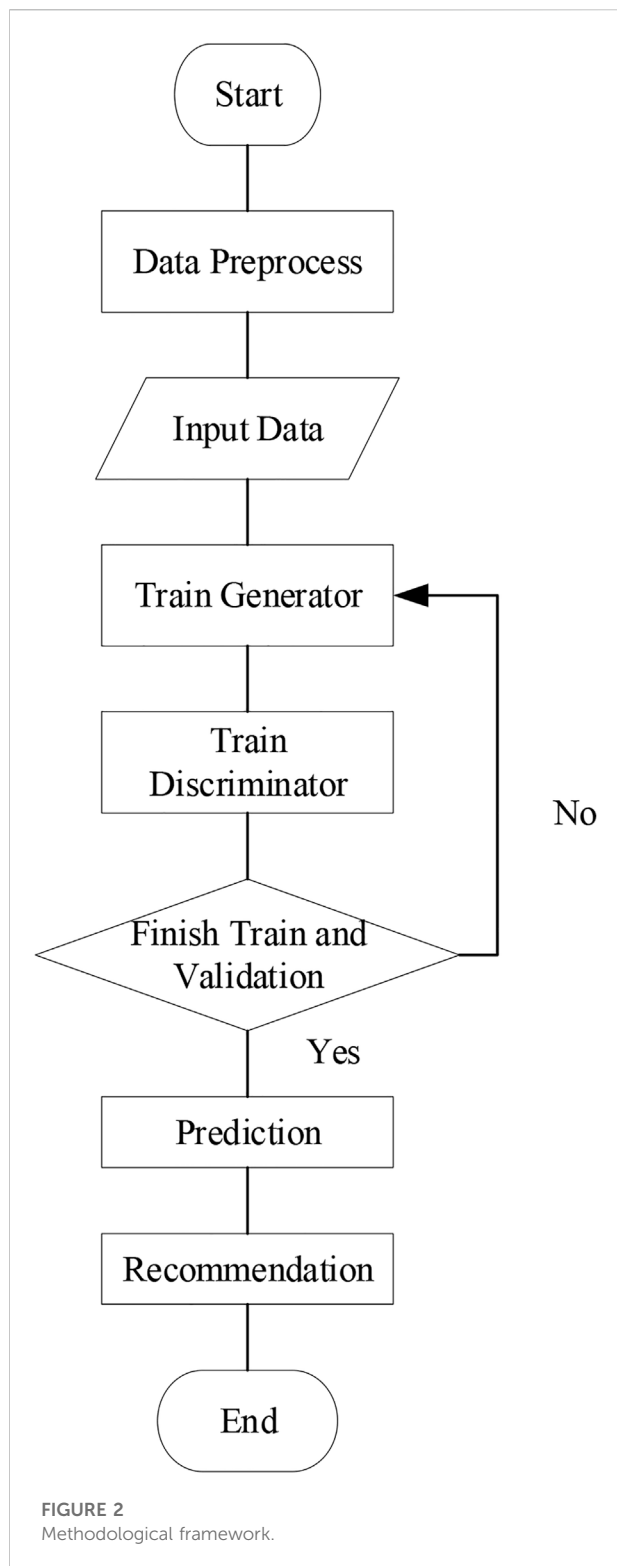 Start
Data Preprocess
Input Data
Train Generator
Train
Discriminator
No
Finish Train and
Validation
Yes
Prediction
Recommendation
End
FIGURE 2
Methodological framework.